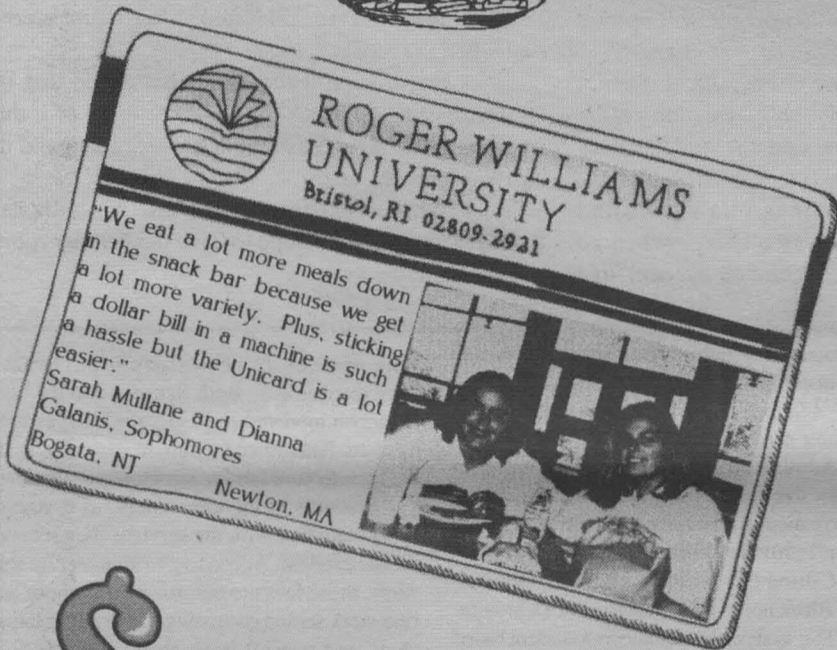 ROGER WILLIAMS
UNIVERSITY
Bristol, RI 02809-2921
"We eat a lot more meals down
in the snack bar because we get
a lot more variety. Plus, sticking
a dollar bill in a machine is such
a hassle but the Unicard is a lot
easier."
Sarah Mullane and Dianna
Galanis, Sophomores
Bogata, NJ
Newton, MA